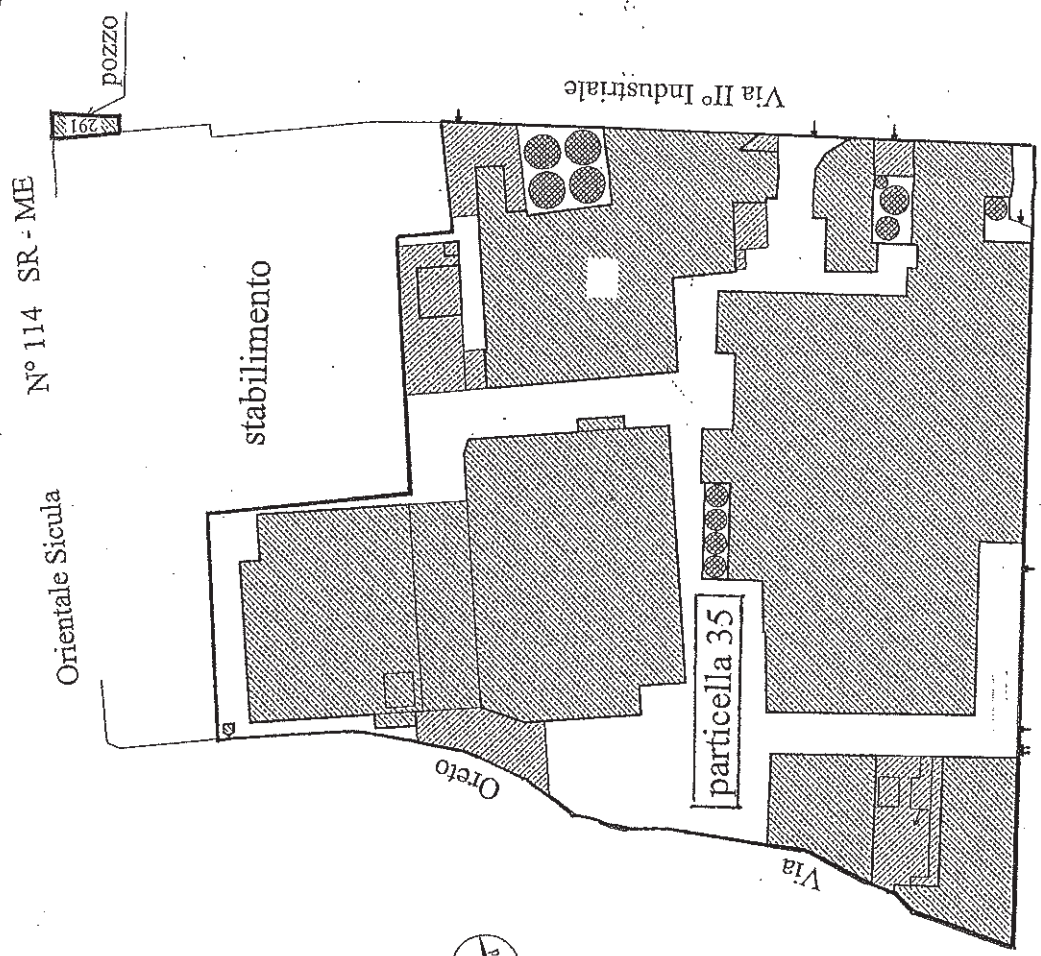 pozzo
291
N° 114 SR - ME
Orientale Sicula
Via II° Industriale
stabilimento
particella 35
Via Oreto